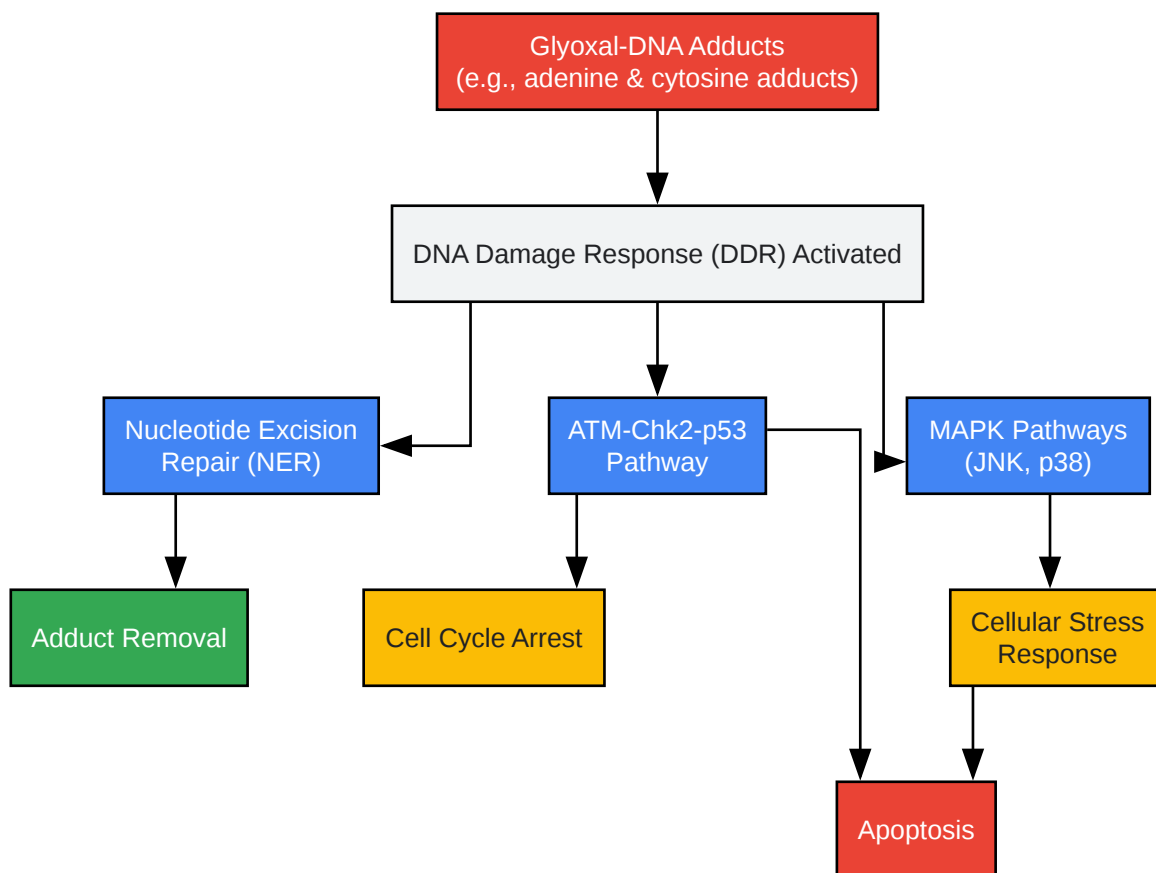 Glyoxal-DNA Adducts
(e.g., adenine & cytosine adducts)
DNA Damage Response (DDR) Activated
Nucleotide Excision
Repair (NER)
ATM-Chk2-p53
Pathway
MAPK Pathways
(JNK, p38)
Adduct Removal
Cell Cycle Arrest
Cellular Stress
Response
Apoptosis